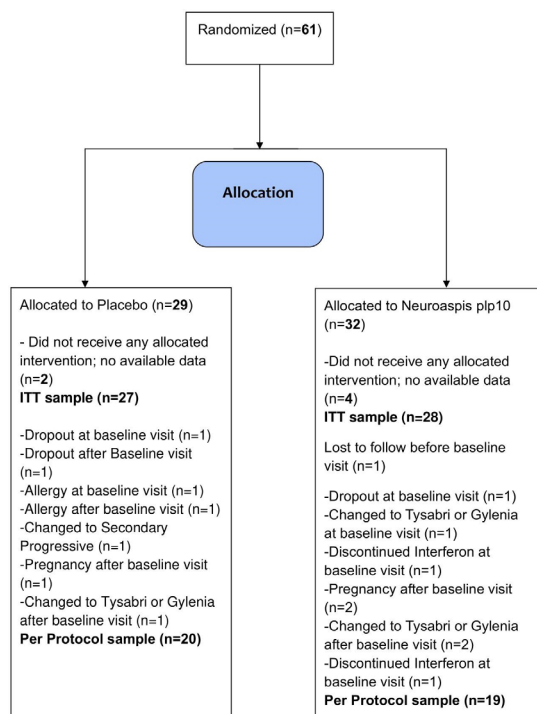 Randomized (n=61)
Allocation
Allocated to Placebo (n=29)
- Did not receive any allocated
intervention; no available data
(n=2)
ITT sample (n=27)
-Dropout at baseline visit (n=1)
-Dropout after Baseline visit
(n=1)
-Allergy at baseline visit (n=1)
-Allergy after baseline visit (n=1)
-Changed to Secondary
Progressive (n=1)
-Pregnancy after baseline visit
(n=1)
-Changed to Tysabri or Gylenia
after baseline visit (n=1)
Per Protocol sample (n=20)
Allocated to Neuroaspis plp10
(n=32)
-Did not receive any allocated
intervention; no available data
(n=4)
ITT sample (n=28)
Lost to follow before baseline
visit (n=1)
-Dropout at baseline visit (n=1)
-Changed to Tysabri or Gylenia
at baseline visit (n=1)
-Discontinued Interferon at
baseline visit (n=1)
-Pregnancy after baseline visit
(n=2)
-Changed to Tysabri or Gylenia
after baseline visit (n=2)
-Discontinued Interferon at
baseline visit (n=1)
Per Protocol sample (n=19)